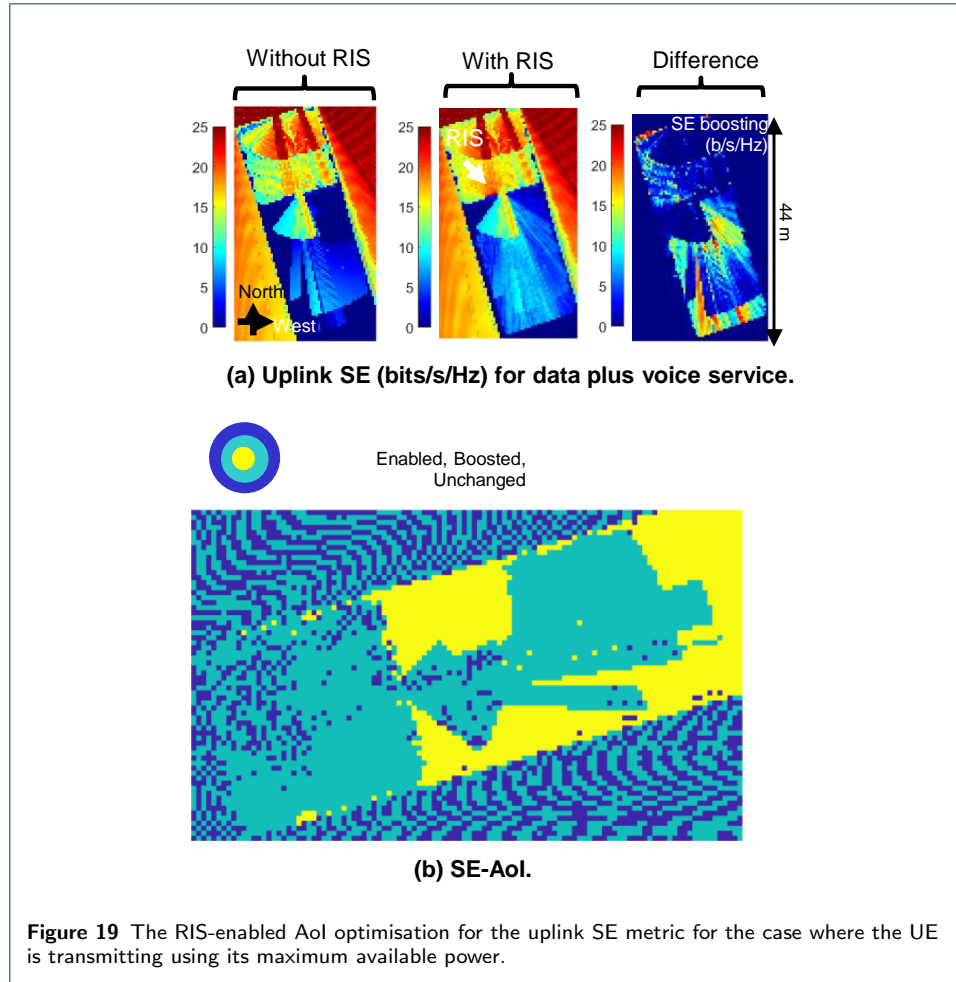 Without RIS
With RIS
Difference
25
20
15
10
5
0
North
West
25
20
15
10
5
0
RIS
25
20
15
10
5
0
SE boosting
(b/s/Hz)
44 m
(a) Uplink SE (bits/s/Hz) for data plus voice service.
Enabled, Boosted,
Unchanged
(b) SE-AoI.
Figure 19 The RIS-enabled AoI optimisation for the uplink SE metric for the case where the UE
is transmitting using its maximum available power.